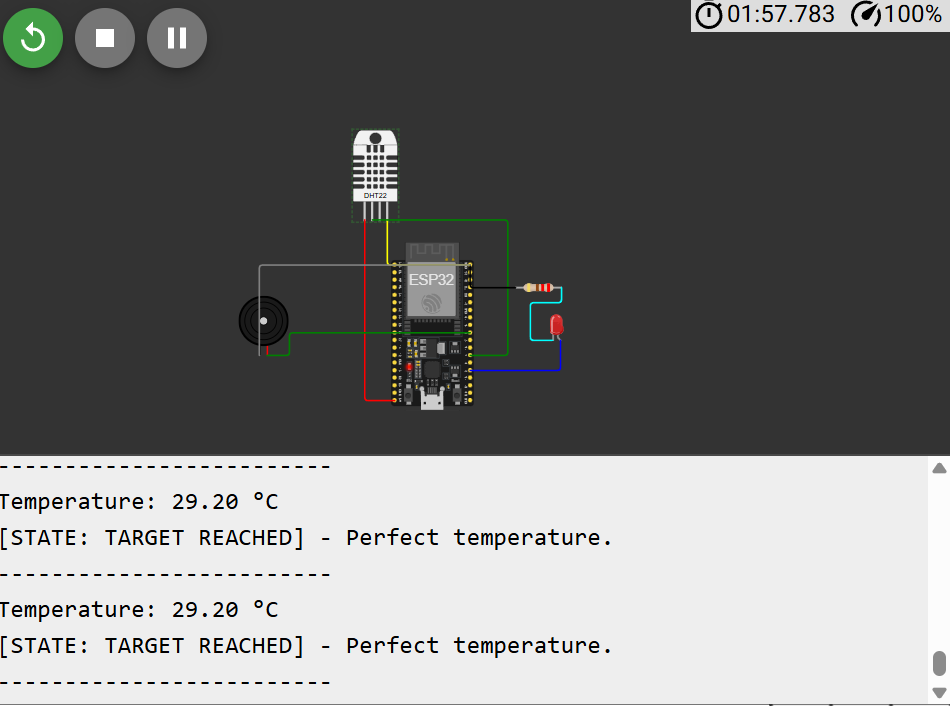 01:57.783 100%
DHT22
ESP32
--------------------------
Temperature: 29.20 °C
[STATE: TARGET REACHED] - Perfect temperature.
--------------------------
Temperature: 29.20 °C
[STATE: TARGET REACHED] - Perfect temperature.
--------------------------